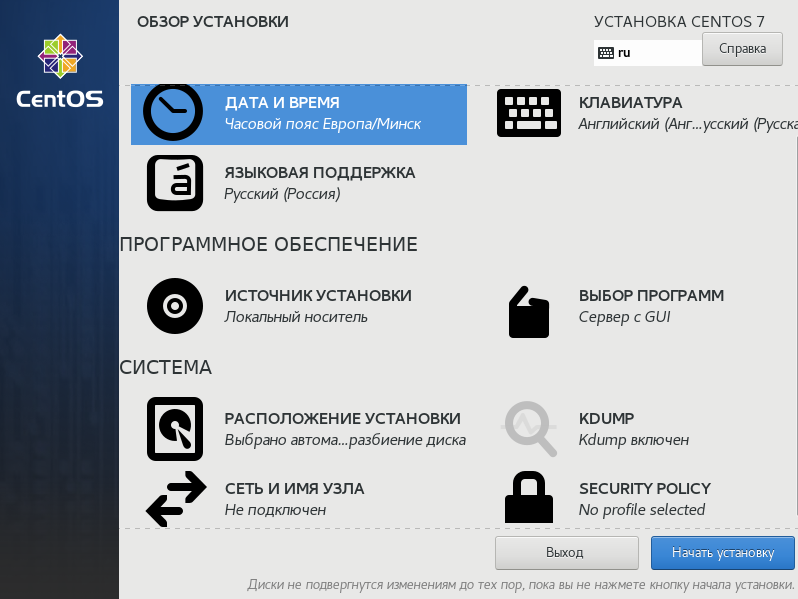 ОБЗОР УСТАНОВКИ
УСТАНОВКА CENTOS 7
ru
Справка
CentOS
ДАТА И ВРЕМЯ
Часовой пояс Европа/Минск
КЛАВИАТУРА
Английский (Анг...усский (Русска
ЯЗЫКОВАЯ ПОДДЕРЖКА
Русский (Россия)
ПРОГРАММНОЕ ОБЕСПЕЧЕНИЕ
ИСТОЧНИК УСТАНОВКИ
Локальный носитель
ВЫБОР ПРОГРАММ
Сервер с GUI
СИСТЕМА
РАСПОЛОЖЕНИЕ УСТАНОВКИ
Выбрано автома...разбиение диска
KDUMP
Kdump включен
СЕТЬ И ИМЯ УЗЛА
Не подключен
SECURITY POLICY
No profile selected
Выход
Начать установку
Диски не подвергнутся изменениям до тех пор, пока вы не нажмете кнопку начала установки.